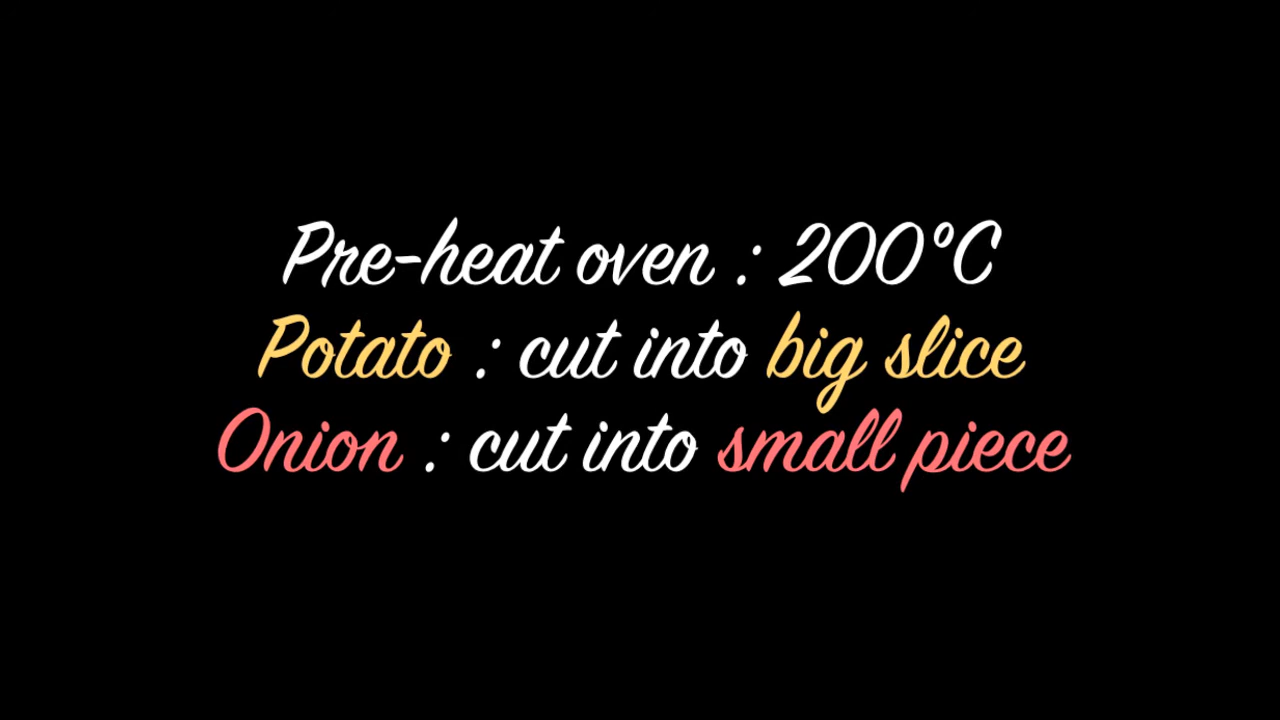 Pre-heat oven : 200°C
Potato : cut into big slice
Onion : cut into small piece